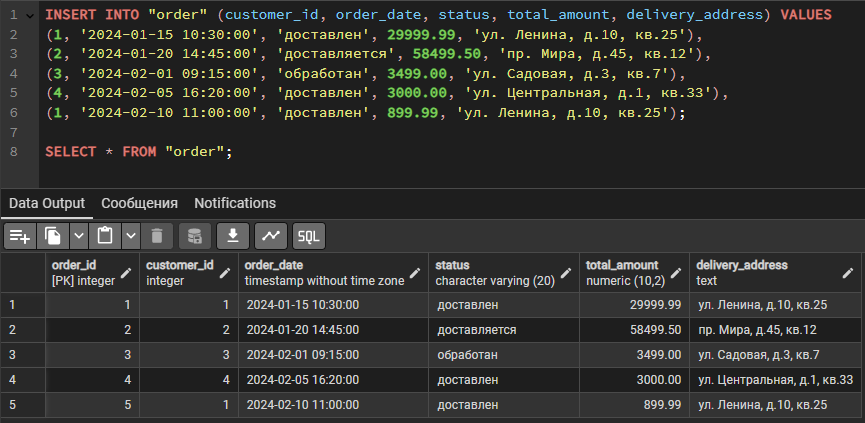 1 INSERT INTO "order" (customer_id, order_date, status, total_amount, delivery_address) VALUES
2 (1, '2024-01-15 10:30:00', 'доставлен', 29999.99, 'ул. Ленина, д.10, кв.25'),
3 (2, '2024-01-20 14:45:00', 'доставляется', 58499.50, 'пр. Мира, д.45, кв.12'),
4 (3, '2024-02-01 09:15:00', 'обработан', 3499.00, 'ул. Садовая, д.3, кв.7'),
5 (4, '2024-02-05 16:20:00', 'доставлен', 3000.00, 'ул. Центральная, д.1, кв.33'),
6 (1, '2024-02-10 11:00:00', 'доставлен', 899.99, 'ул. Ленина, д.10, кв.25');
7
8 SELECT * FROM "order";
Data Output Сообщения Notifications
SQL
order_id customer_id order_date status total_amount delivery_address
[PK] integer integer timestamp without time zone character varying (20) numeric (10,2) text
1 1 1 2024-01-15 10:30:00 доставлен 29999.99 ул. Ленина, д.10, кв.25
2 2 2 2024-01-20 14:45:00 доставляется 58499.50 пр. Мира, д.45, кв.12
3 3 3 2024-02-01 09:15:00 обработан 3499.00 ул. Садовая, д.3, кв.7
4 4 4 2024-02-05 16:20:00 доставлен 3000.00 ул. Центральная, д.1, кв.33
5 5 1 2024-02-10 11:00:00 доставлен 899.99 ул. Ленина, д.10, кв.25